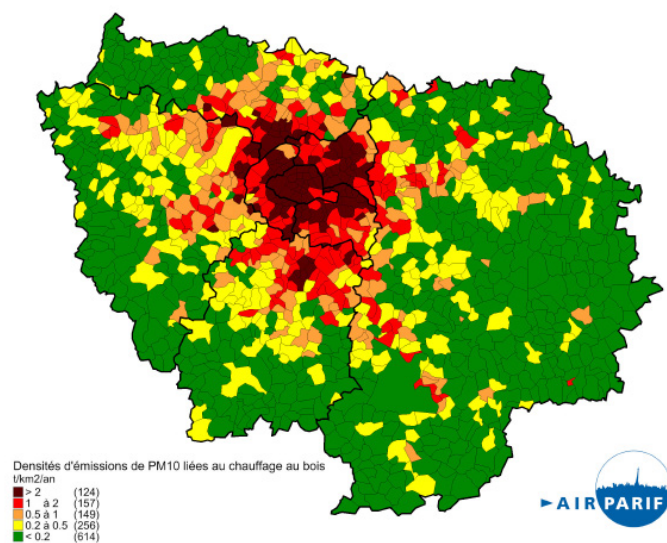 Densités d'émissions de PM10 liées au chauffage au bois
t/km2/an
> 2 (124)
1 à 2 (157)
0.5 à 1 (149)
0.2 à 0.5 (256)
< 0.2 (614)
AIRPARIF